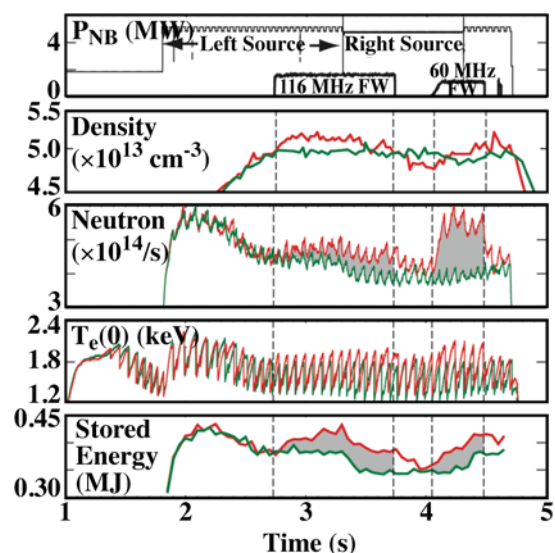 P_NB (MW)
4
Left Source
Right Source
60 MHz
116 MHz FW
FW
0
Density
(×10^13 cm^-3)
5.5
5.0
4.5
6
Neutron
(×10^14/s)
3
2.4
T_e(0) (keV)
1.8
1.2
0.45
Stored
Energy
(MJ)
0.30
1 2 3 4 5
Time (s)